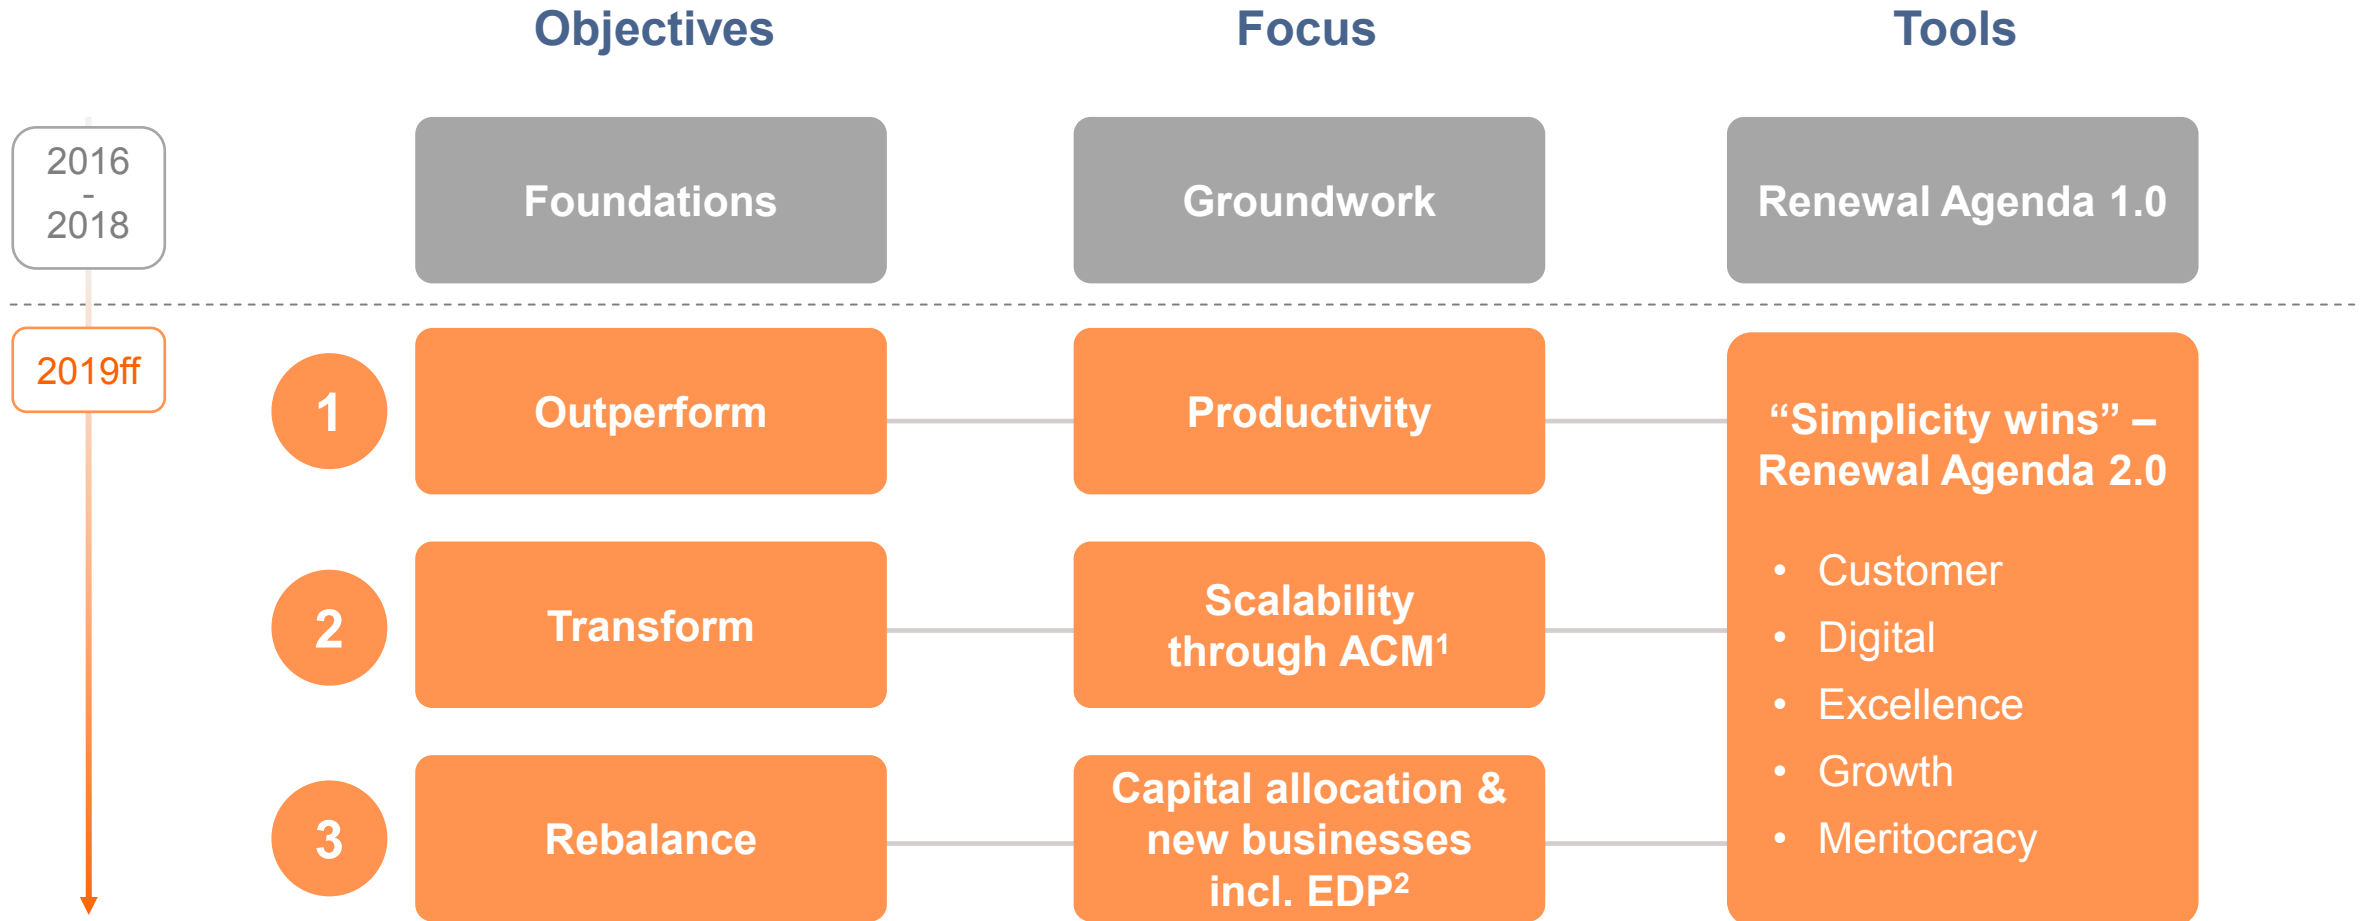 Objectives
Focus
Tools
2016
-
2018
Foundations
Groundwork
Renewal Agenda 1.0
2019ff
1
Outperform
Productivity
“Simplicity wins” –
Renewal Agenda 2.0
• Customer
• Digital
• Excellence
• Growth
• Meritocracy
2
Transform
Scalability
through ACM¹
3
Rebalance
Capital allocation &
new businesses
incl. EDP²